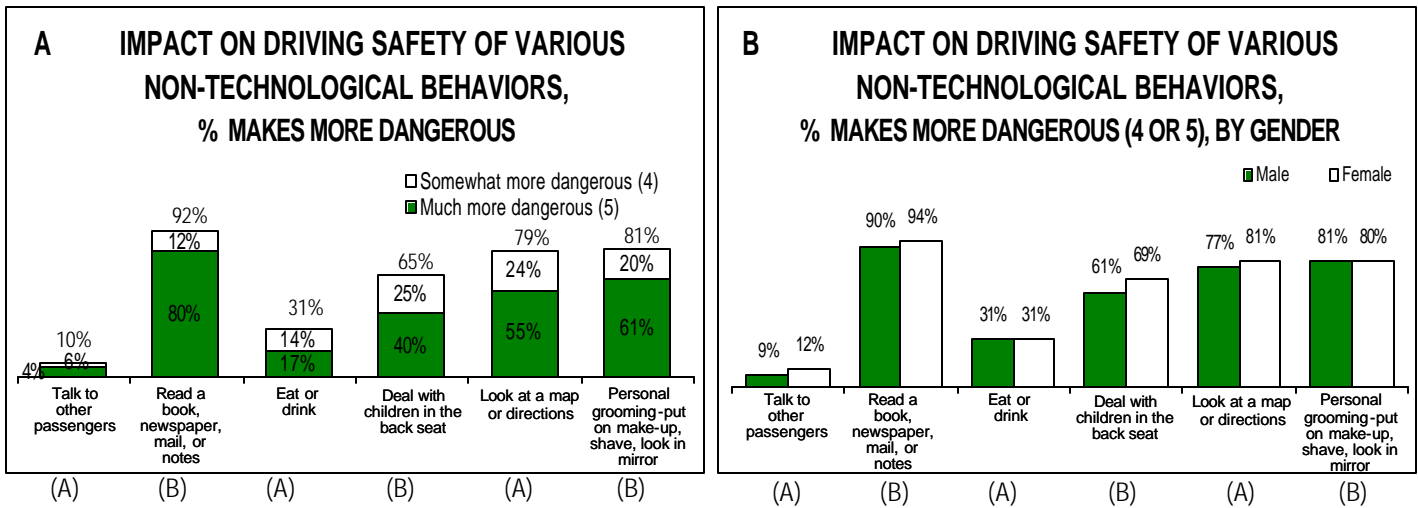 A IMPACT ON DRIVING SAFETY OF VARIOUS
NON-TECHNOLOGICAL BEHAVIORS,
% MAKES MORE DANGEROUS
Somewhat more dangerous (4)
Much more dangerous (5)
10%
6%
4%
92%
12%
80%
31%
14%
17%
65%
25%
40%
79%
24%
55%
81%
20%
61%
Talk to
other
passengers
Read a
book,
newspaper,
mail, or
notes
Eat or
drink
Deal with
children in the
back seat
Look at a map
or directions
Personal
grooming-put
on make-up,
shave, look in
mirror
(A) (B) (A) (B) (A) (B)
B IMPACT ON DRIVING SAFETY OF VARIOUS
NON-TECHNOLOGICAL BEHAVIORS,
% MAKES MORE DANGEROUS (4 OR 5), BY GENDER
Male Female
9% 12%
90% 94%
31% 31%
61% 69%
77% 81%
81% 80%
Talk to
other
passengers
Read a
book,
newspaper,
mail, or
notes
Eat or
drink
Deal with
children in the
back seat
Look at a map
or directions
Personal
grooming-put
on make-up,
shave, look in
mirror
(A) (B) (A) (B) (A) (B)